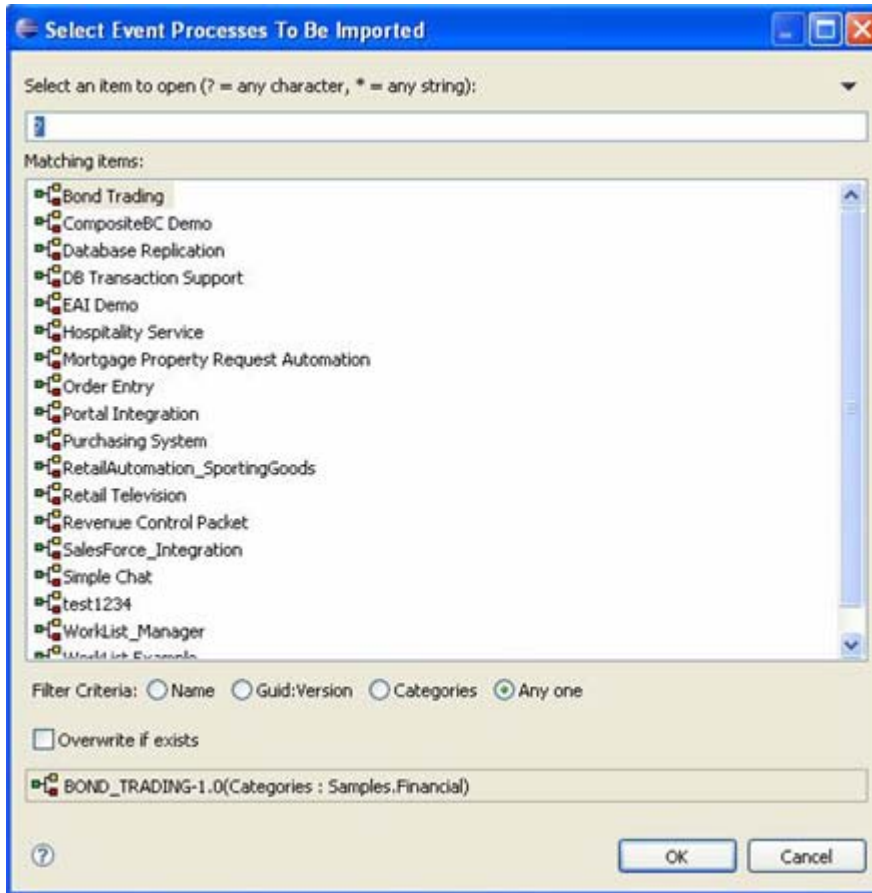 Select Event Processes To Be Imported
Select an item to open (? = any character, * = any string):
?
Matching items:
Bond Trading
CompositeBC Demo
Database Replication
DB Transaction Support
EAI Demo
Hospitality Service
Mortgage Property Request Automation
Order Entry
Portal Integration
Purchasing System
RetailAutomation_SportingGoods
Retail Television
Revenue Control Packet
SalesForce_Integration
Simple Chat
test1234
WorkList_Manager
WorkList Example
Filter Criteria: Name Guid:Version Categories Any one
Overwrite if exists
BOND_TRADING-1.0(Categories : Samples.Financial)
? OK Cancel